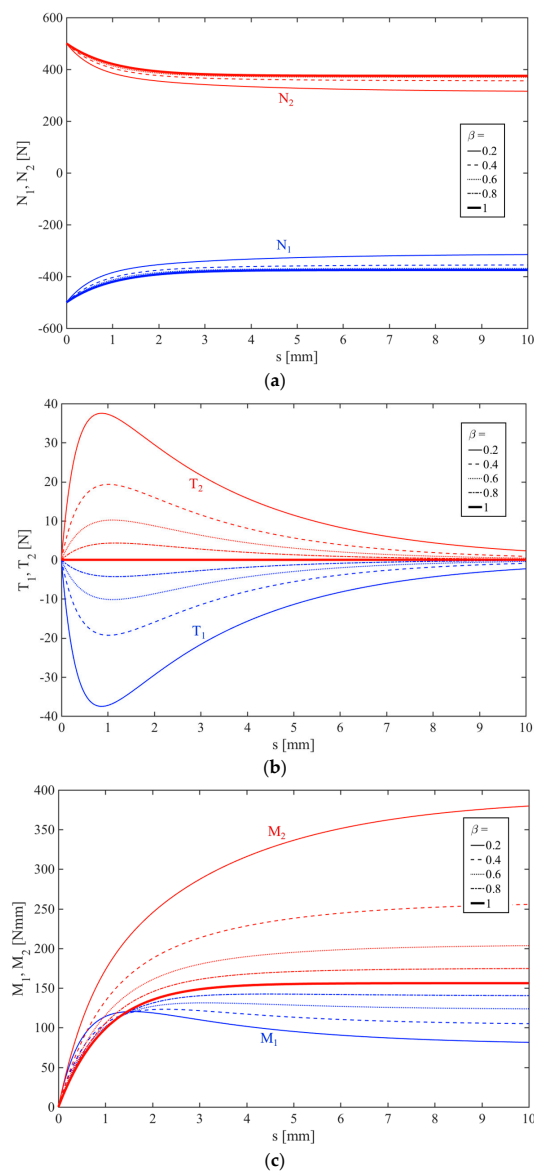 600
400
200
0
-200
-400
-600
N₁, N₂ [N]
N₂
N₁
β =
0.2
0.4
0.6
0.8
1
0 1 2 3 4 5 6 7 8 9 10
s [mm]
(a)
40
30
20
10
0
-10
-20
-30
-40
T₁, T₂ [N]
T₂
T₁
β =
0.2
0.4
0.6
0.8
1
0 1 2 3 4 5 6 7 8 9 10
s [mm]
(b)
400
350
300
250
200
150
100
50
0
M₁, M₂ [Nmm]
M₂
M₁
β =
0.2
0.4
0.6
0.8
1
0 1 2 3 4 5 6 7 8 9 10
s [mm]
(c)